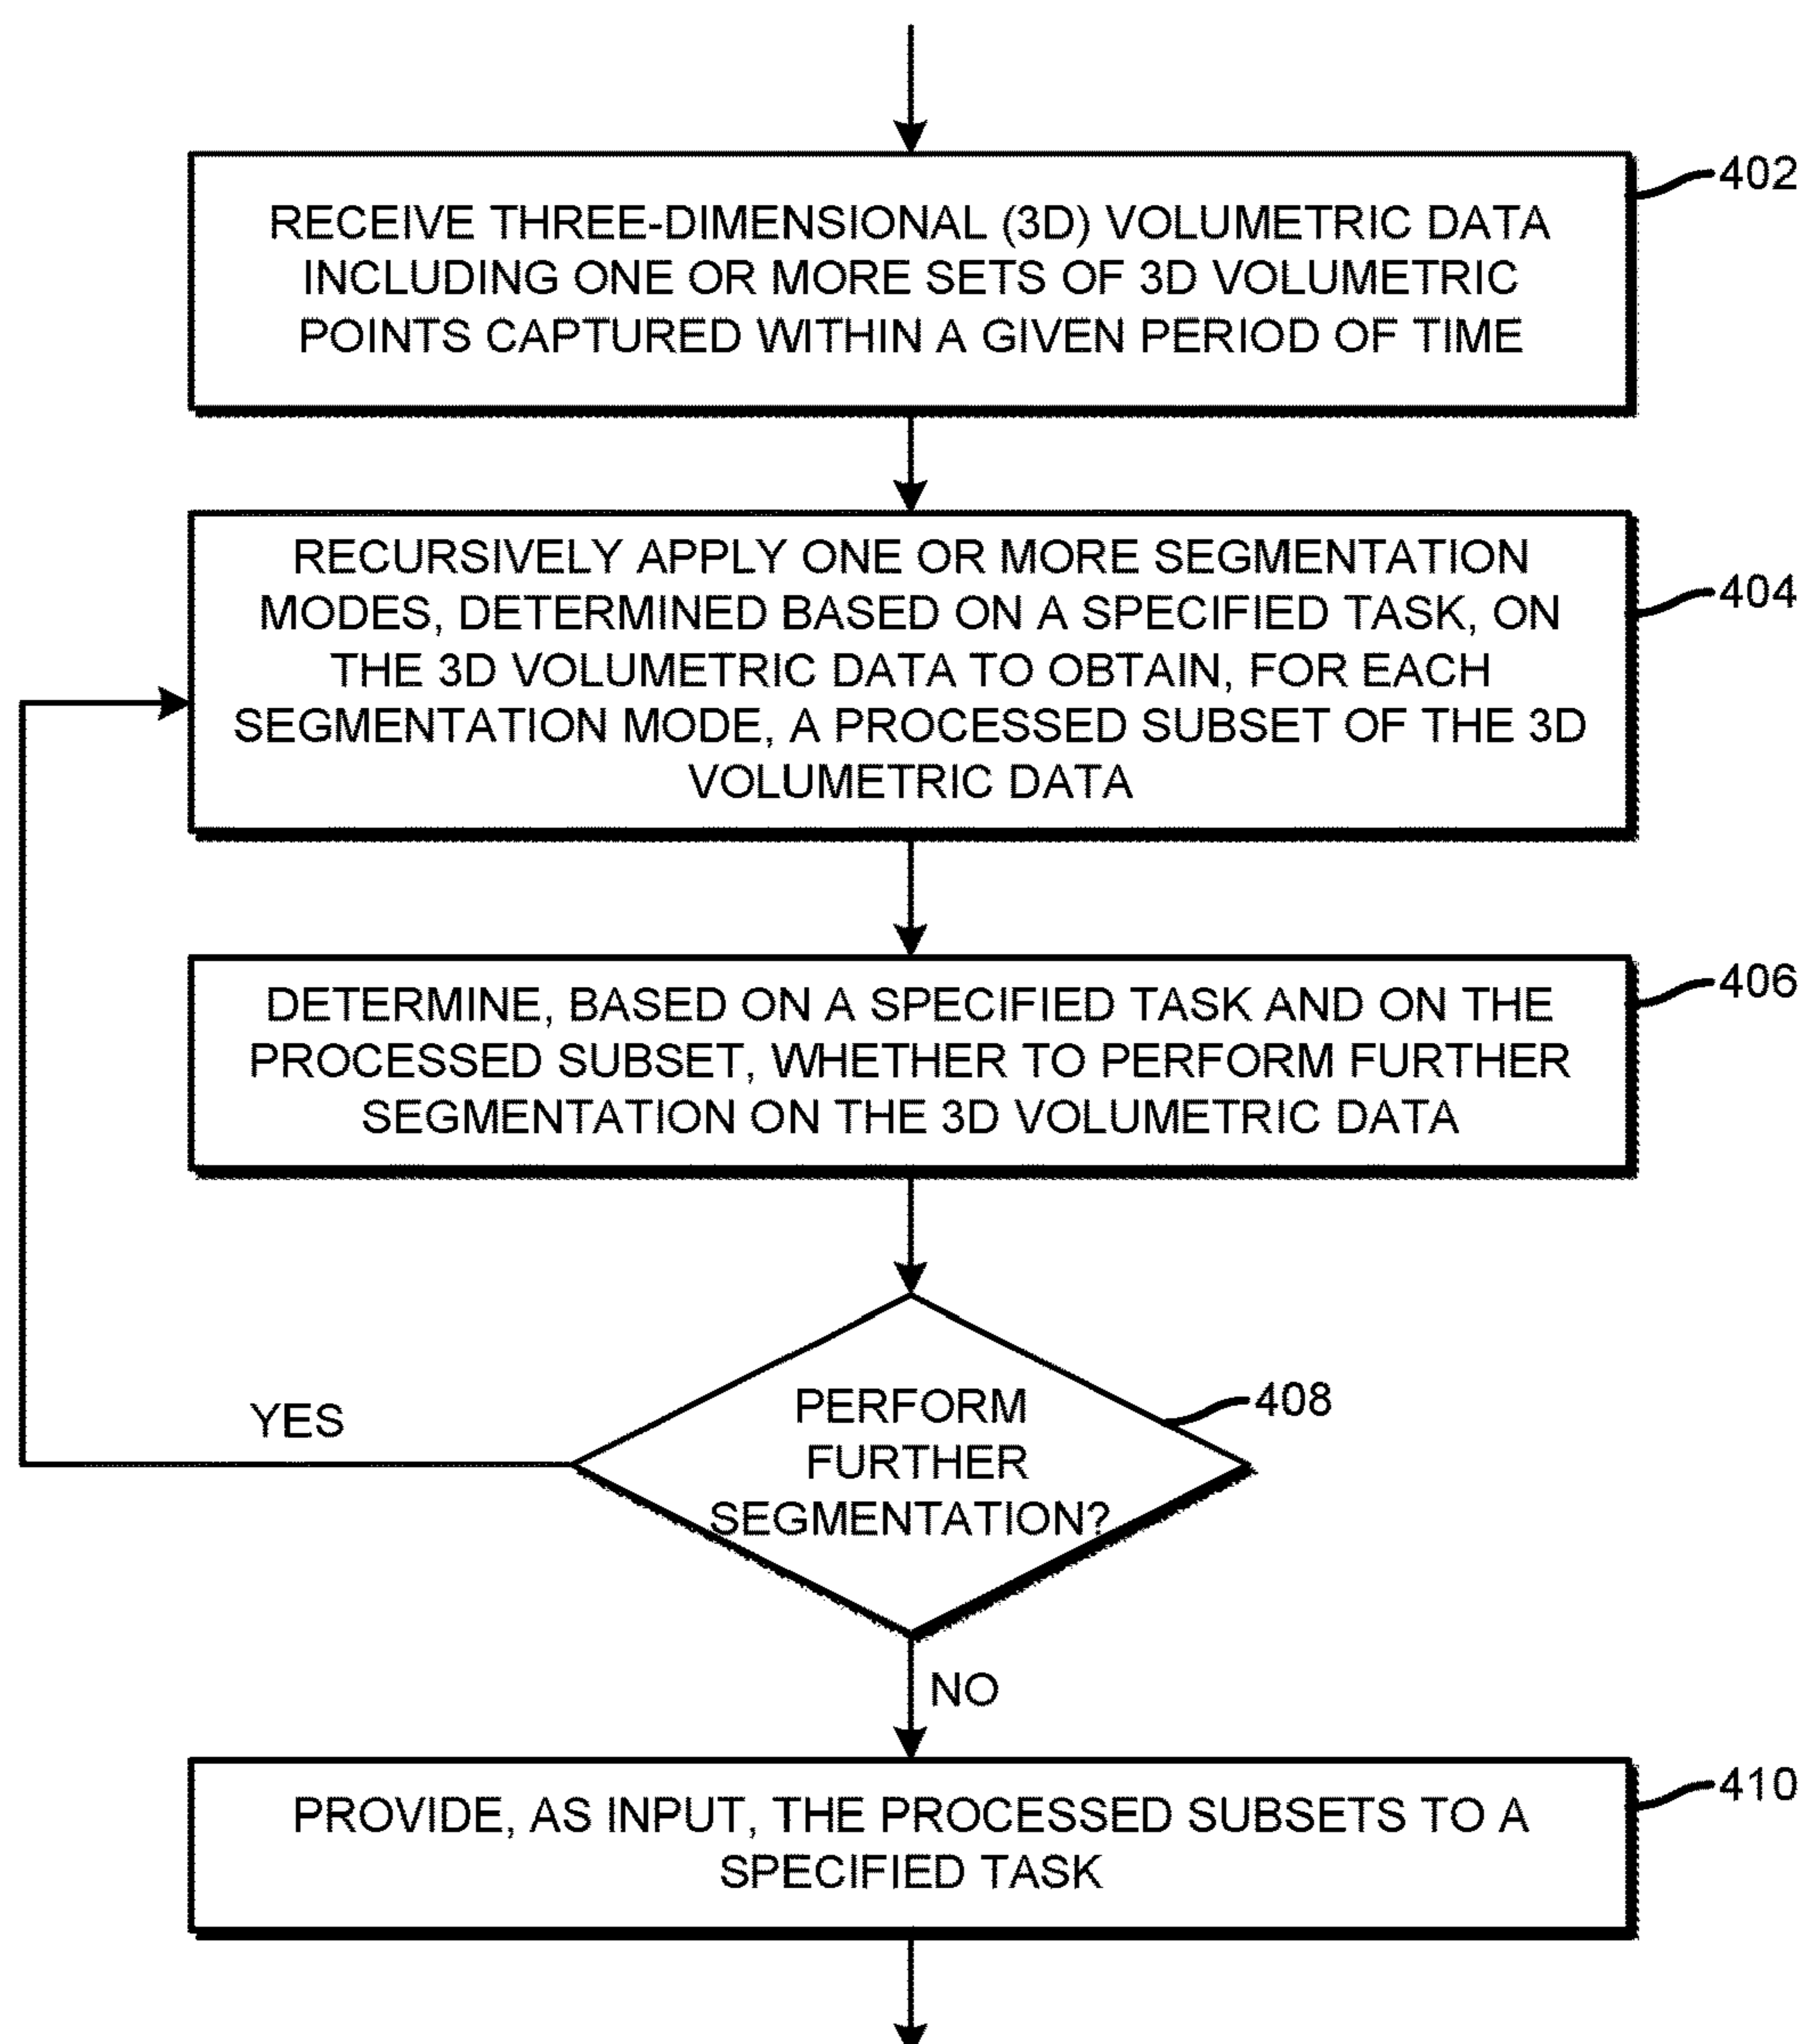 RECEIVE THREE-DIMENSIONAL (3D) VOLUMETRIC DATA
INCLUDING ONE OR MORE SETS OF 3D VOLUMETRIC
POINTS CAPTURED WITHIN A GIVEN PERIOD OF TIME
402
RECURSIVELY APPLY ONE OR MORE SEGMENTATION
MODES, DETERMINED BASED ON A SPECIFIED TASK, ON
THE 3D VOLUMETRIC DATA TO OBTAIN, FOR EACH
SEGMENTATION MODE, A PROCESSED SUBSET OF THE 3D
VOLUMETRIC DATA
404
DETERMINE, BASED ON A SPECIFIED TASK AND ON THE
PROCESSED SUBSET, WHETHER TO PERFORM FURTHER
SEGMENTATION ON THE 3D VOLUMETRIC DATA
406
PERFORM
FURTHER
SEGMENTATION?
408
YES
NO
PROVIDE, AS INPUT, THE PROCESSED SUBSETS TO A
SPECIFIED TASK
410